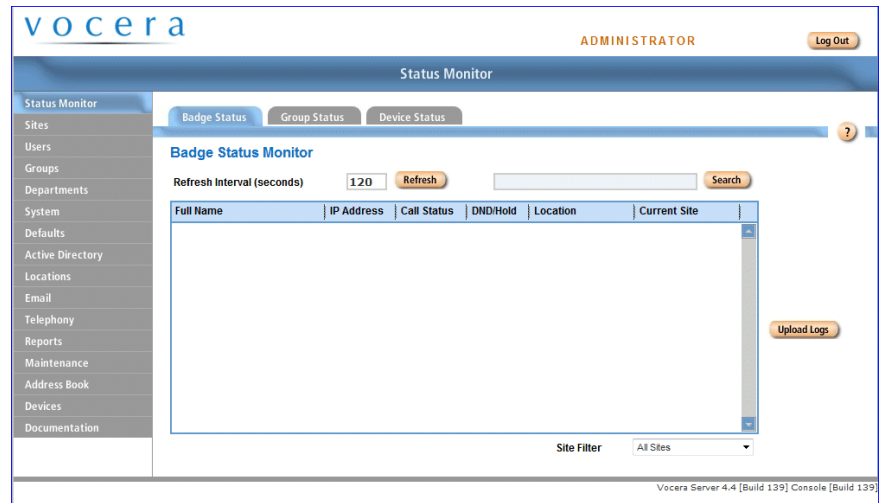 vocera
ADMINISTRATOR
Log Out
Status Monitor
Status Monitor
Sites
Users
Groups
Departments
System
Defaults
Active Directory
Locations
Email
Telephony
Reports
Maintenance
Address Book
Devices
Documentation
Badge Status Group Status Device Status
?
Badge Status Monitor
Refresh Interval (seconds) 120 Refresh Search
Full Name IP Address Call Status DND/Hold Location Current Site
Upload Logs
Site Filter All Sites
Vocera Server 4.4 [Build 139] Console [Build 139]